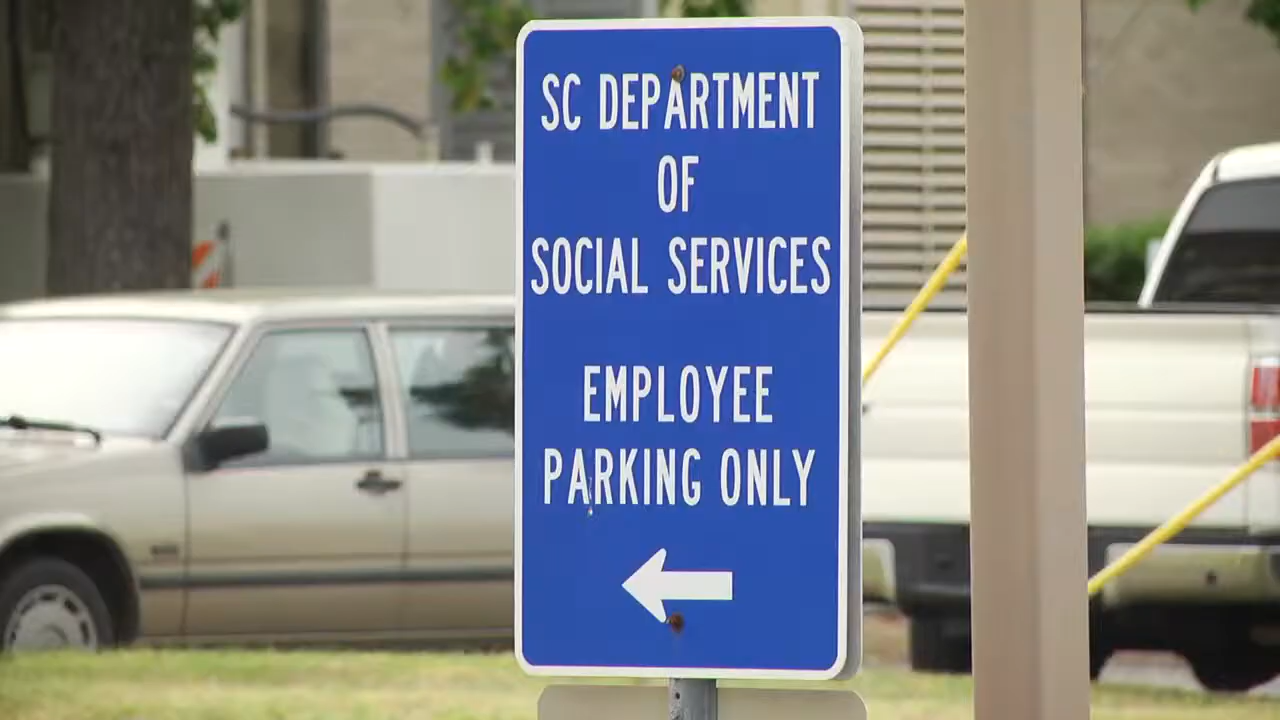 SC DEPARTMENT
OF
SOCIAL SERVICES
EMPLOYEE
PARKING ONLY